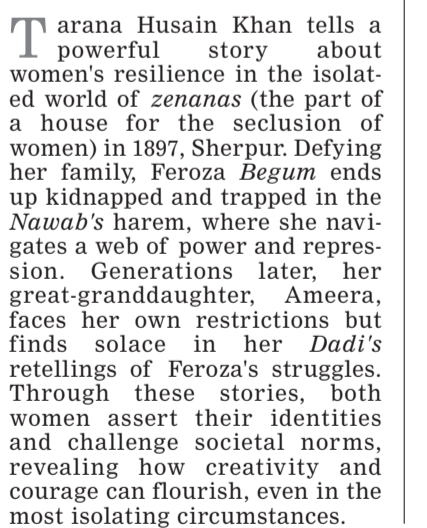 Tarana Husain Khan tells a
powerful story about
women's resilience in the isolat-
ed world of zenanas (the part of
a house for the seclusion of
women) in 1897, Sherpur. Defying
her family, Feroza Begum ends
up kidnapped and trapped in the
Nawab's harem, where she navi-
gates a web of power and repres-
sion. Generations later, her
great-granddaughter, Ameera,
faces her own restrictions but
finds solace in her Dadi's
retellings of Feroza's struggles.
Through these stories, both
women assert their identities
and challenge societal norms,
revealing how creativity and
courage can flourish, even in the
most isolating circumstances.